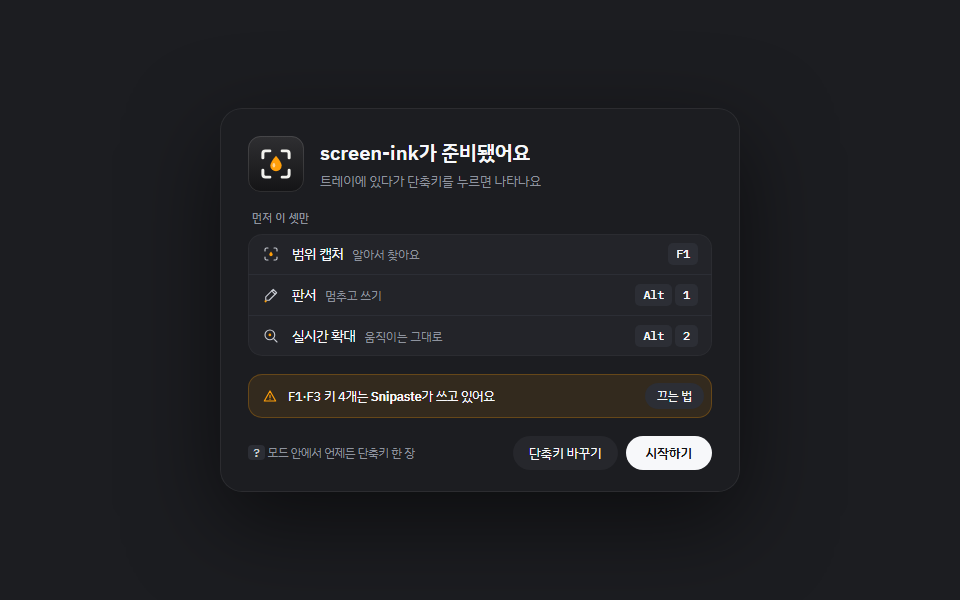 screen-ink가 준비됐어요
트레이에 있다가 단축키를 누르면 나타나요
먼저 이 셋만
범위 캡처 알아서 찾아요 F1
판서 멈추고 쓰기 Alt 1
실시간 확대 움직이는 그대로 Alt 2
F1·F3 키 4개는 Snipaste가 쓰고 있어요 끄는 법
? 모드 안에서 언제든 단축키 한 장 단축키 바꾸기 시작하기